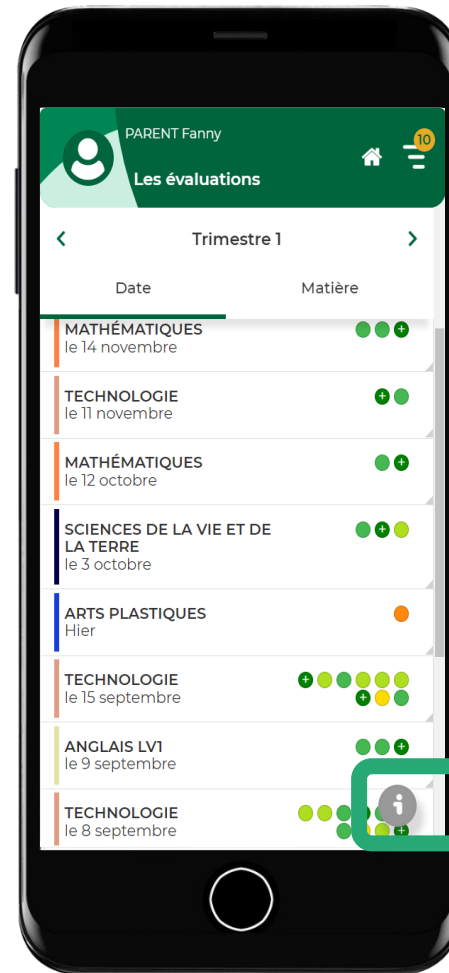 PARENT Fanny
10
Les évaluations
Trimestre 1
Date
Matière
MATHÉMATIQUES
le 14 novembre
TECHNOLOGIE
le 11 novembre
MATHÉMATIQUES
le 12 octobre
SCIENCES DE LA VIE ET DE
LA TERRE
le 3 octobre
ARTS PLASTIQUES
Hier
TECHNOLOGIE
le 15 septembre
ANGLAIS LV1
le 9 septembre
TECHNOLOGIE
le 8 septembre